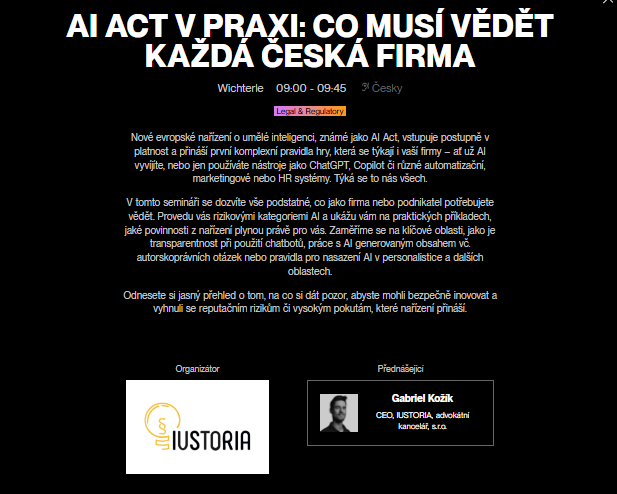 AI ACT V PRAXI: CO MUSÍ VĚDĚT
KAŽDÁ ČESKÁ FIRMA
Wichterle 09:00 - 09:45 Česky
Legal & Regulatory
Nové evropské nařízení o umělé inteligenci, známé jako AI Act, vstupuje postupně v
platnost a přináší první komplexní pravidla hry, která se týkají i vaší firmy – ať už AI
vyvíjíte, nebo jen používáte nástroje jako ChatGPT, Copilot či různé automatizační,
marketingové nebo HR systémy. Týká se to nás všech.
V tomto semináři se dozvíte vše podstatné, co jako firma nebo podnikatel potřebujete
vědět. Provedu vás rizikovými kategoriemi AI a ukážu vám na praktických příkladech,
jaké povinnosti z nařízení plynou právě pro vás. Zaměříme se na klíčové oblasti, jako je
transparentnost při použití chatbotů, práce s AI generovaným obsahem vč.
autorskoprávních otázek nebo pravidla pro nasazení AI v personalistice a dalších
oblastech.
Odnesete si jasný přehled o tom, na co si dát pozor, abyste mohli bezpečně inovovat a
vyhnuli se reputačním rizikům či vysokým pokutám, které nařízení přináší.
Organizátor
§
IUSTORIA
Přednášející
Gabriel Kožík
CEO, IUSTORIA, advokátní
kancelář, s.r.o.